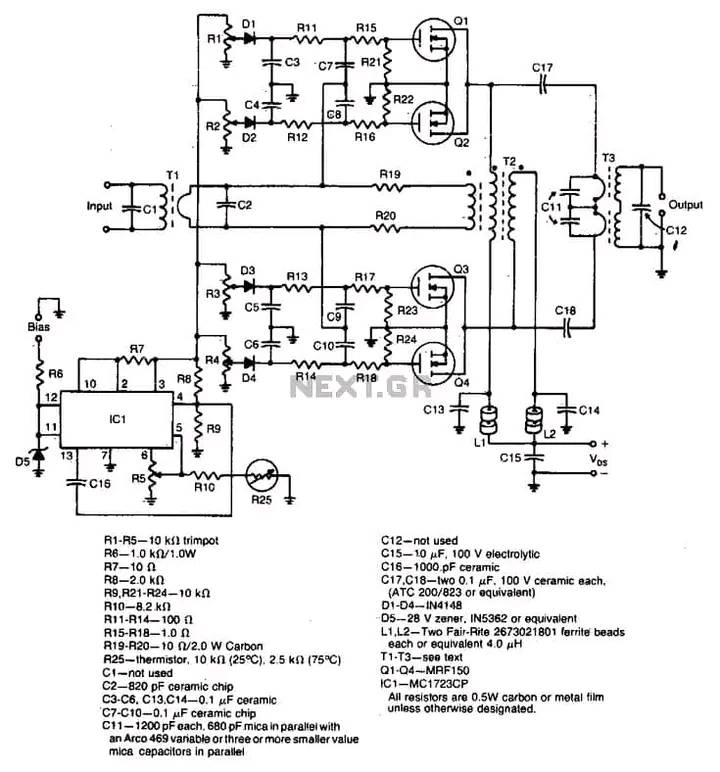 D1
R11
R15
Q1
R1
R21
C3
C7
C17
C4
C8
R22
R2
D2
R12
R16
Q2
T1
R19
T2
T3
Input
C1
C2
R20
C11
C12
Output
D3
R13
R17
Q3
R3
C5
C9
R23
C18
Bias
C6
C10
R24
R7
R4
D4
R14
R18
Q4
R6
R8
NEXT.GR
10
2
3
C13
C14
12
4
IC1
R9
L1
L2
+
11
5
D5
13
7
6
C15
VDS
–
C16
R5
R10
R25
R1-R5—10 kΩ trimpot
R6—1.0 kΩ/1.0W
R7—10 Ω
R8—2.0 kΩ
R9,R21-R24—10 kΩ
R10—8.2 kΩ
R11-R14—100 Ω
R15-R18—1.0 Ω
R19-R20—10 Ω/2.0 W Carbon
R25—thermistor, 10 kΩ (25°C), 2.5 kΩ (75°C)
C1—not used
C2—820 pF ceramic chip
C3-C6, C13,C14—0.1 μF ceramic
C7-C10—0.1 μF ceramic chip
C11—1200 pF each, 680 pF mica in parallel with
an Arco 469 variable or three or more smaller value
mica capacitors in parallel
C12—not used
C15—10 μF, 100 V electrolytic
C16—1000 pF ceramic
C17,C18—two 0.1 μF, 100 V ceramic each,
(ATC 200/823 or equivalent)
D1-D4—IN4148
D5—28 V zener, IN5362 or equivalent
L1,L2—Two Fair-Rite 2673021801 ferrite beads
each or equivalent 4.0 μH
T1-T3—see text
Q1-Q4—MRF150
IC1—MC1723CP
All resistors are 0.5W carbon or metal film
unless otherwise designated.